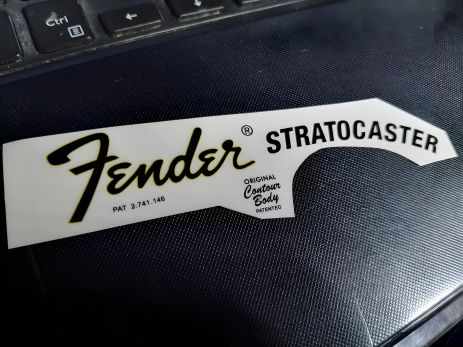 Ctrl
Fender®
STRATOCASTER
PAT 2.741.146
ORIGINAL
Contour
Body
PATENTED